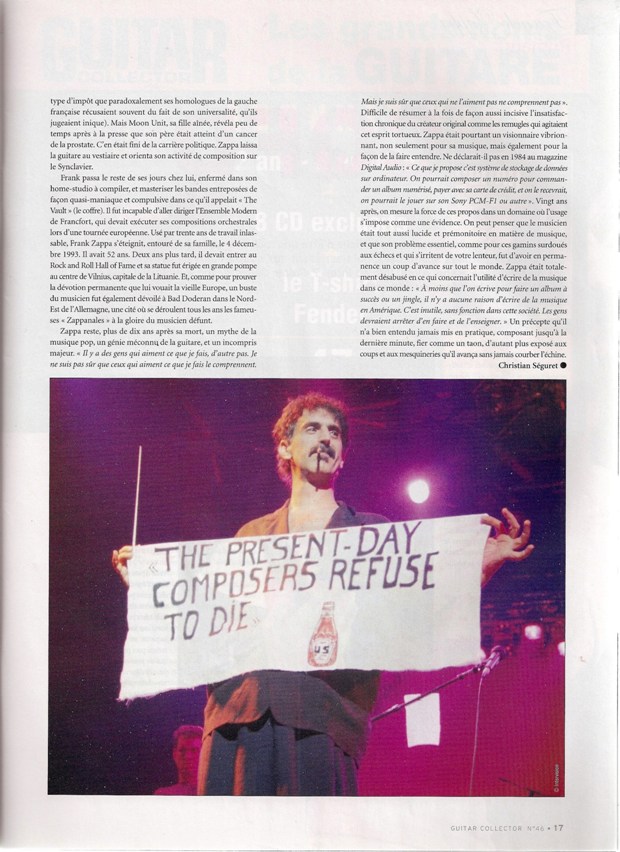 type d'impôt que paradoxalement ses homologues de la gauche
française récusaient souvent du fait de son universalité, qu'ils
jugeaient inique). Mais Moon Unit, sa fille aînée, révéla peu de
temps après à la presse que son père était atteint d'un cancer
de la prostate. C'en était fini de la carrière politique. Zappa laissa
la guitare au vestiaire et orienta son activité de composition sur
le Synclavier.
Frank passa le reste de ses jours chez lui, enfermé dans son
home-studio à compiler, et masteriser les bandes entreposées de
façon quasi-maniaque et compulsive dans ce qu'il appelait « The
Vault » (le coffre). Il fut incapable d'aller diriger l'Ensemble Modern
de Francfort, qui devait exécuter ses compositions orchestrales
lors d'une tournée européenne. Usé par trente ans de travail inlas-
sable, Frank Zappa s'éteignit, entouré de sa famille, le 4 décem-
bre 1993. Il avait 52 ans. Deux ans plus tard, il devait entrer au
Rock and Roll Hall of Fame et sa statue fut érigée en grande pompe
au centre de Vilnius, capitale de la Lituanie. Et, comme pour prouver
la dévotion permanente que lui vouait la vieille Europe, un buste
du musicien fut également dévoilé à Bad Doderan dans le Nord-
Est de l'Allemagne, une cité où se déroulent tous les ans les fameu-
ses « Zappanales » à la gloire du musicien défunt.
Zappa reste, plus de dix ans après sa mort, un mythe de la
musique pop, un génie méconnu de la guitare, et un incompris
majeur. « Il y a des gens qui aiment ce que je fais, d'autre pas. Je
ne suis pas sûr que ceux qui aiment ce que je fais le comprennent.
Mais je suis sûr que ceux qui ne l'aiment pas ne comprennent pas ».
Difficile de résumer à la fois de façon aussi incisive l'insatisfac-
tion chronique du créateur original comme les remugles qui agitaient
cet esprit tortueux. Zappa était pourtant un visionnaire vibrion-
nant, non seulement pour sa musique, mais également pour la
façon de la faire entendre. Ne déclarait-il pas en 1984 au magazine
Digital Audio : « Ce que je propose c'est système de stockage de données
sur ordinateur. On pourrait composer un numéro pour comman-
der un album numérisé, payer avec sa carte de crédit, et on le recevrait,
on pourrait le jouer sur son Sony PCM-F1 ou autre ». Vingt ans
après, on mesure la force de ces propos dans un domaine où l'usage
s'impose comme une évidence. On peut penser que le musicien
était tout aussi lucide et prémonitoire en matière de musique,
et que son problème essentiel, comme pour ces gamins surdoués
aux échecs et qui s'irritent de votre lenteur, fut d'avoir en perma-
nence un coup d'avance sur tout le monde. Zappa était totale-
ment désabusé en ce qui concernait l'utilité d'écrire de la musique
dans ce monde : « À moins que l'on écrive pour faire un album à
succès ou un jingle, il n'y a aucune raison d'écrire de la musique
en Amérique. C'est inutile, sans fonction dans cette société. Les gens
devraient arrêter d'en faire et de l'enseigner. » Un précepte qu'il
n'a bien entendu jamais mis en pratique, composant jusqu'à la
dernière minute, fier comme un taon, d'autant plus exposé aux
coups et aux mesquineries qu'il avança sans jamais courber l'échine.
Christian Séguret ●
«THE PRESENT-DAY
COMPOSERS REFUSE
TO DIE»
US
GUITAR COLLECTOR N°46 • 17